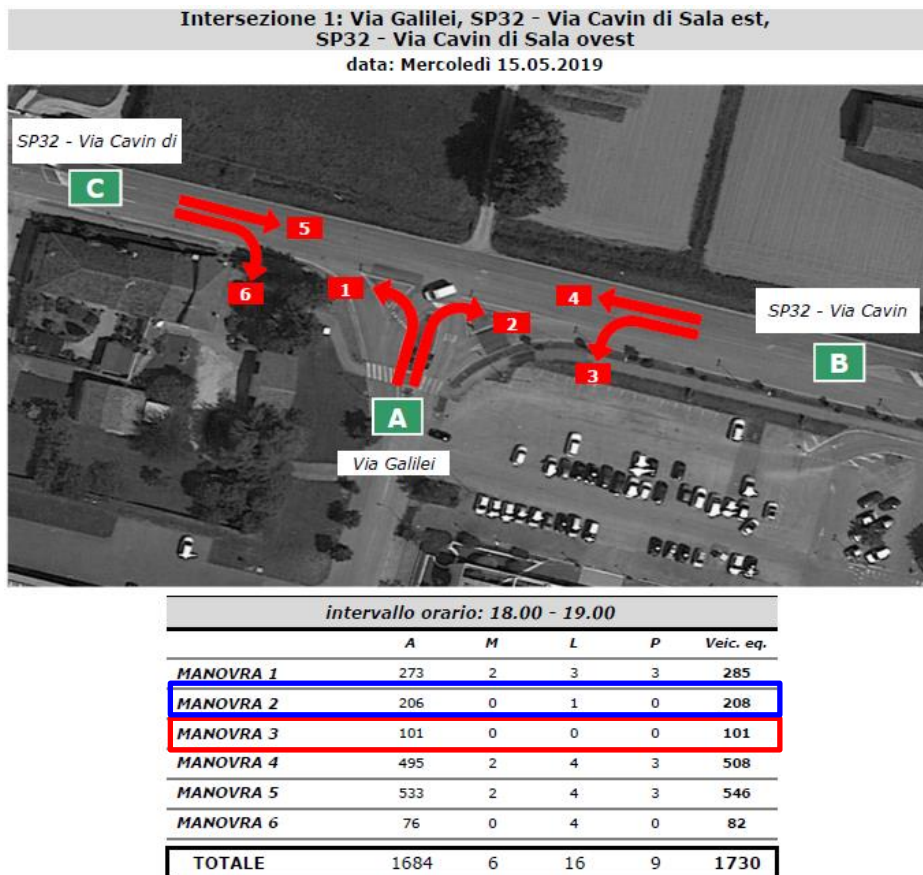 Intersezione 1: Via Galilei, SP32 - Via Cavin di Sala est,
SP32 - Via Cavin di Sala ovest
data: Mercoledì 15.05.2019
SP32 - Via Cavin di
C
5
6
1
2
4
3
SP32 - Via Cavin
B
A
Via Galilei
intervallo orario: 18.00 - 19.00
A M L P Veic. eq.
MANOVRA 1 273 2 3 3 285
MANOVRA 2 206 0 1 0 208
MANOVRA 3 101 0 0 0 101
MANOVRA 4 495 2 4 3 508
MANOVRA 5 533 2 4 3 546
MANOVRA 6 76 0 4 0 82
TOTALE 1684 6 16 9 1730